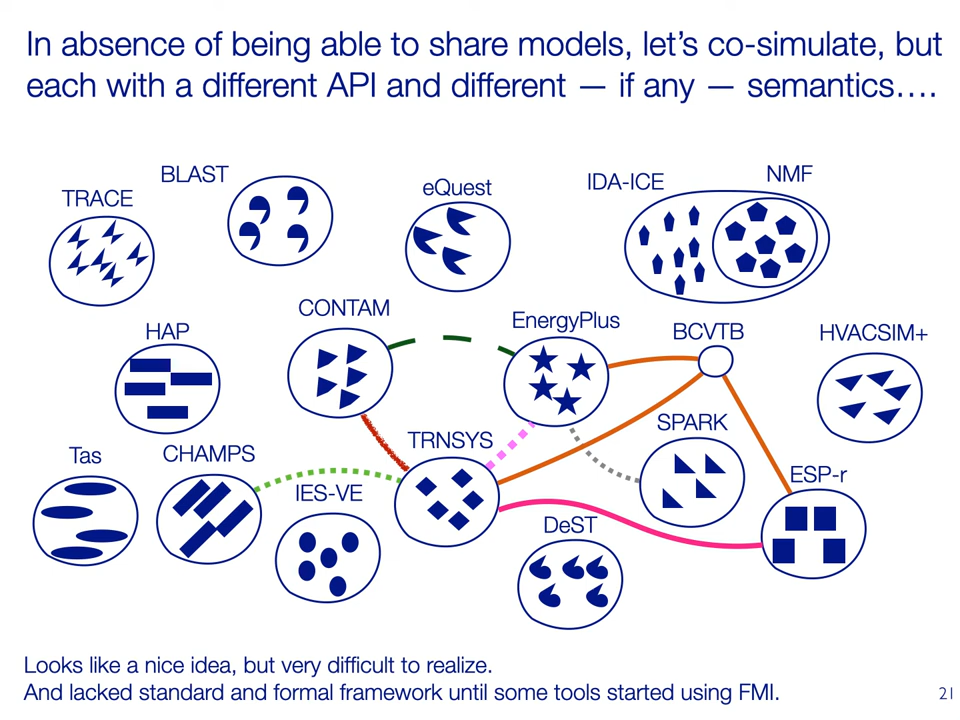 In absence of being able to share models, let's co-simulate, but
each with a different API and different — if any — semantics….
BLAST
TRACE
eQuest
IDA-ICE
NMF
CONTAM
HAP
EnergyPlus
BCVTB
HVACSIM+
SPARK
TRNSYS
Tas
CHAMPS
IES-VE
ESP-r
DeST
Looks like a nice idea, but very difficult to realize.
And lacked standard and formal framework until some tools started using FMI.
21